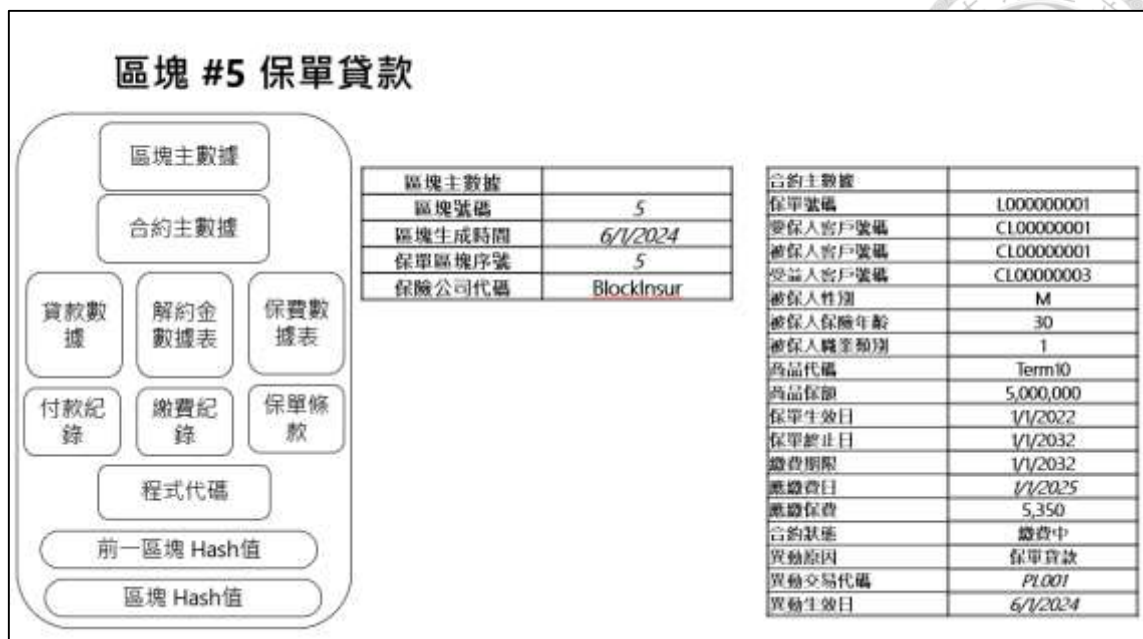 區塊 #5 保單貸款
區塊主數據
合約主數據
貸款數
據
解約金
數據表
保費數
據表
付款紀
錄
繳費紀
錄
保單條
款
程式代碼
前一區塊 Hash值
區塊 Hash值
區塊主數據
區塊號碼 5
區塊生成時間 6/1/2024
保單區塊序號 5
保險公司代碼 BlockInsur
合約主數據
保單號碼 L000000001
要保人客戶號碼 CL00000001
被保人客戶號碼 CL00000001
受益人客戶號碼 CL00000003
被保人性別 M
被保人保險年齡 30
被保人職業類別 1
商品代碼 Term10
商品保額 5,000,000
保單生效日 1/1/2022
保單終止日 1/1/2032
繳費期限 1/1/2032
應繳費日 1/1/2025
應繳保費 5,350
合約狀態 繳費中
異動原因 保單貸款
異動交易代碼 PL001
異動生效日 6/1/2024